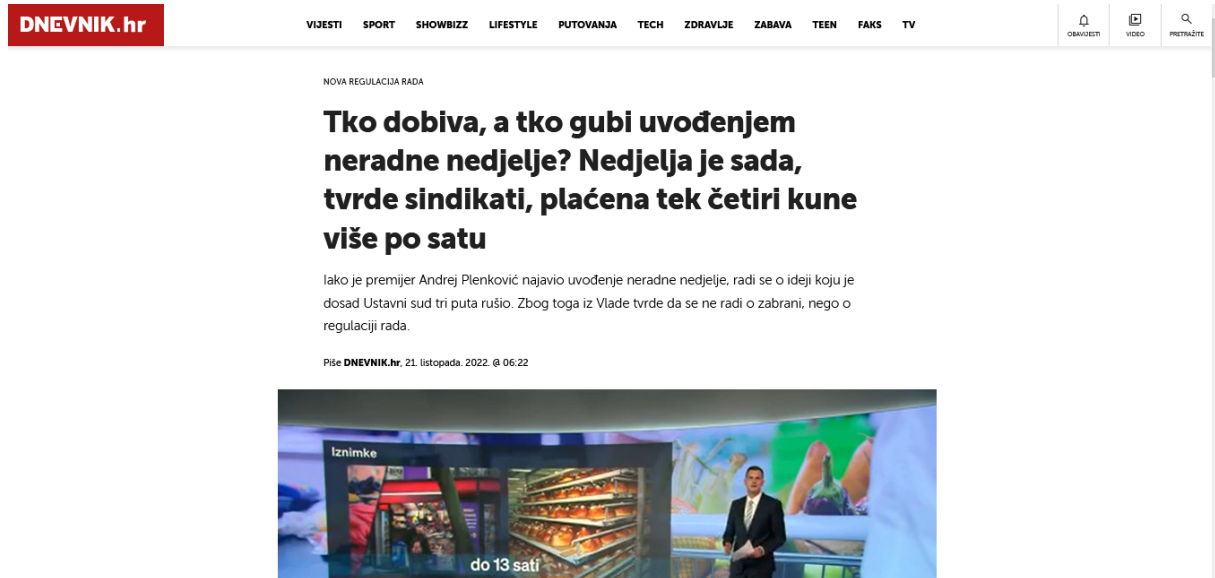 DNEVNIK.hr
VIJESTI SPORT SHOWBIZZ LIFESTYLE PUTOVANJA TECH ZDRAVLJE ZABAVA TEEN FAKS TV
OBAVIJESTI VIDEO PRETRAŽITE
NOVA REGULACIJA RADA
Tko dobiva, a tko gubi uvođenjem
neradne nedjelje? Nedjelja je sada,
tvrde sindikati, plaćena tek četiri kune
više po satu
Iako je premijer Andrej Plenković najavio uvođenje neradne nedjelje, radi se o ideji koju je
dosad Ustavni sud tri puta rušio. Zbog toga iz Vlade tvrde da se ne radi o zabrani, nego o
regulaciji rada.
Piše DNEVNIK.hr, 21. listopada. 2022. @ 06:22
Iznimke
do 13 sati